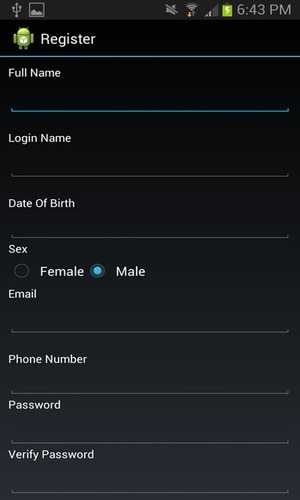 6:43 PM
Register
Full Name
Login Name
Date Of Birth
Sex
Female Male
Email
Phone Number
Password
Verify Password